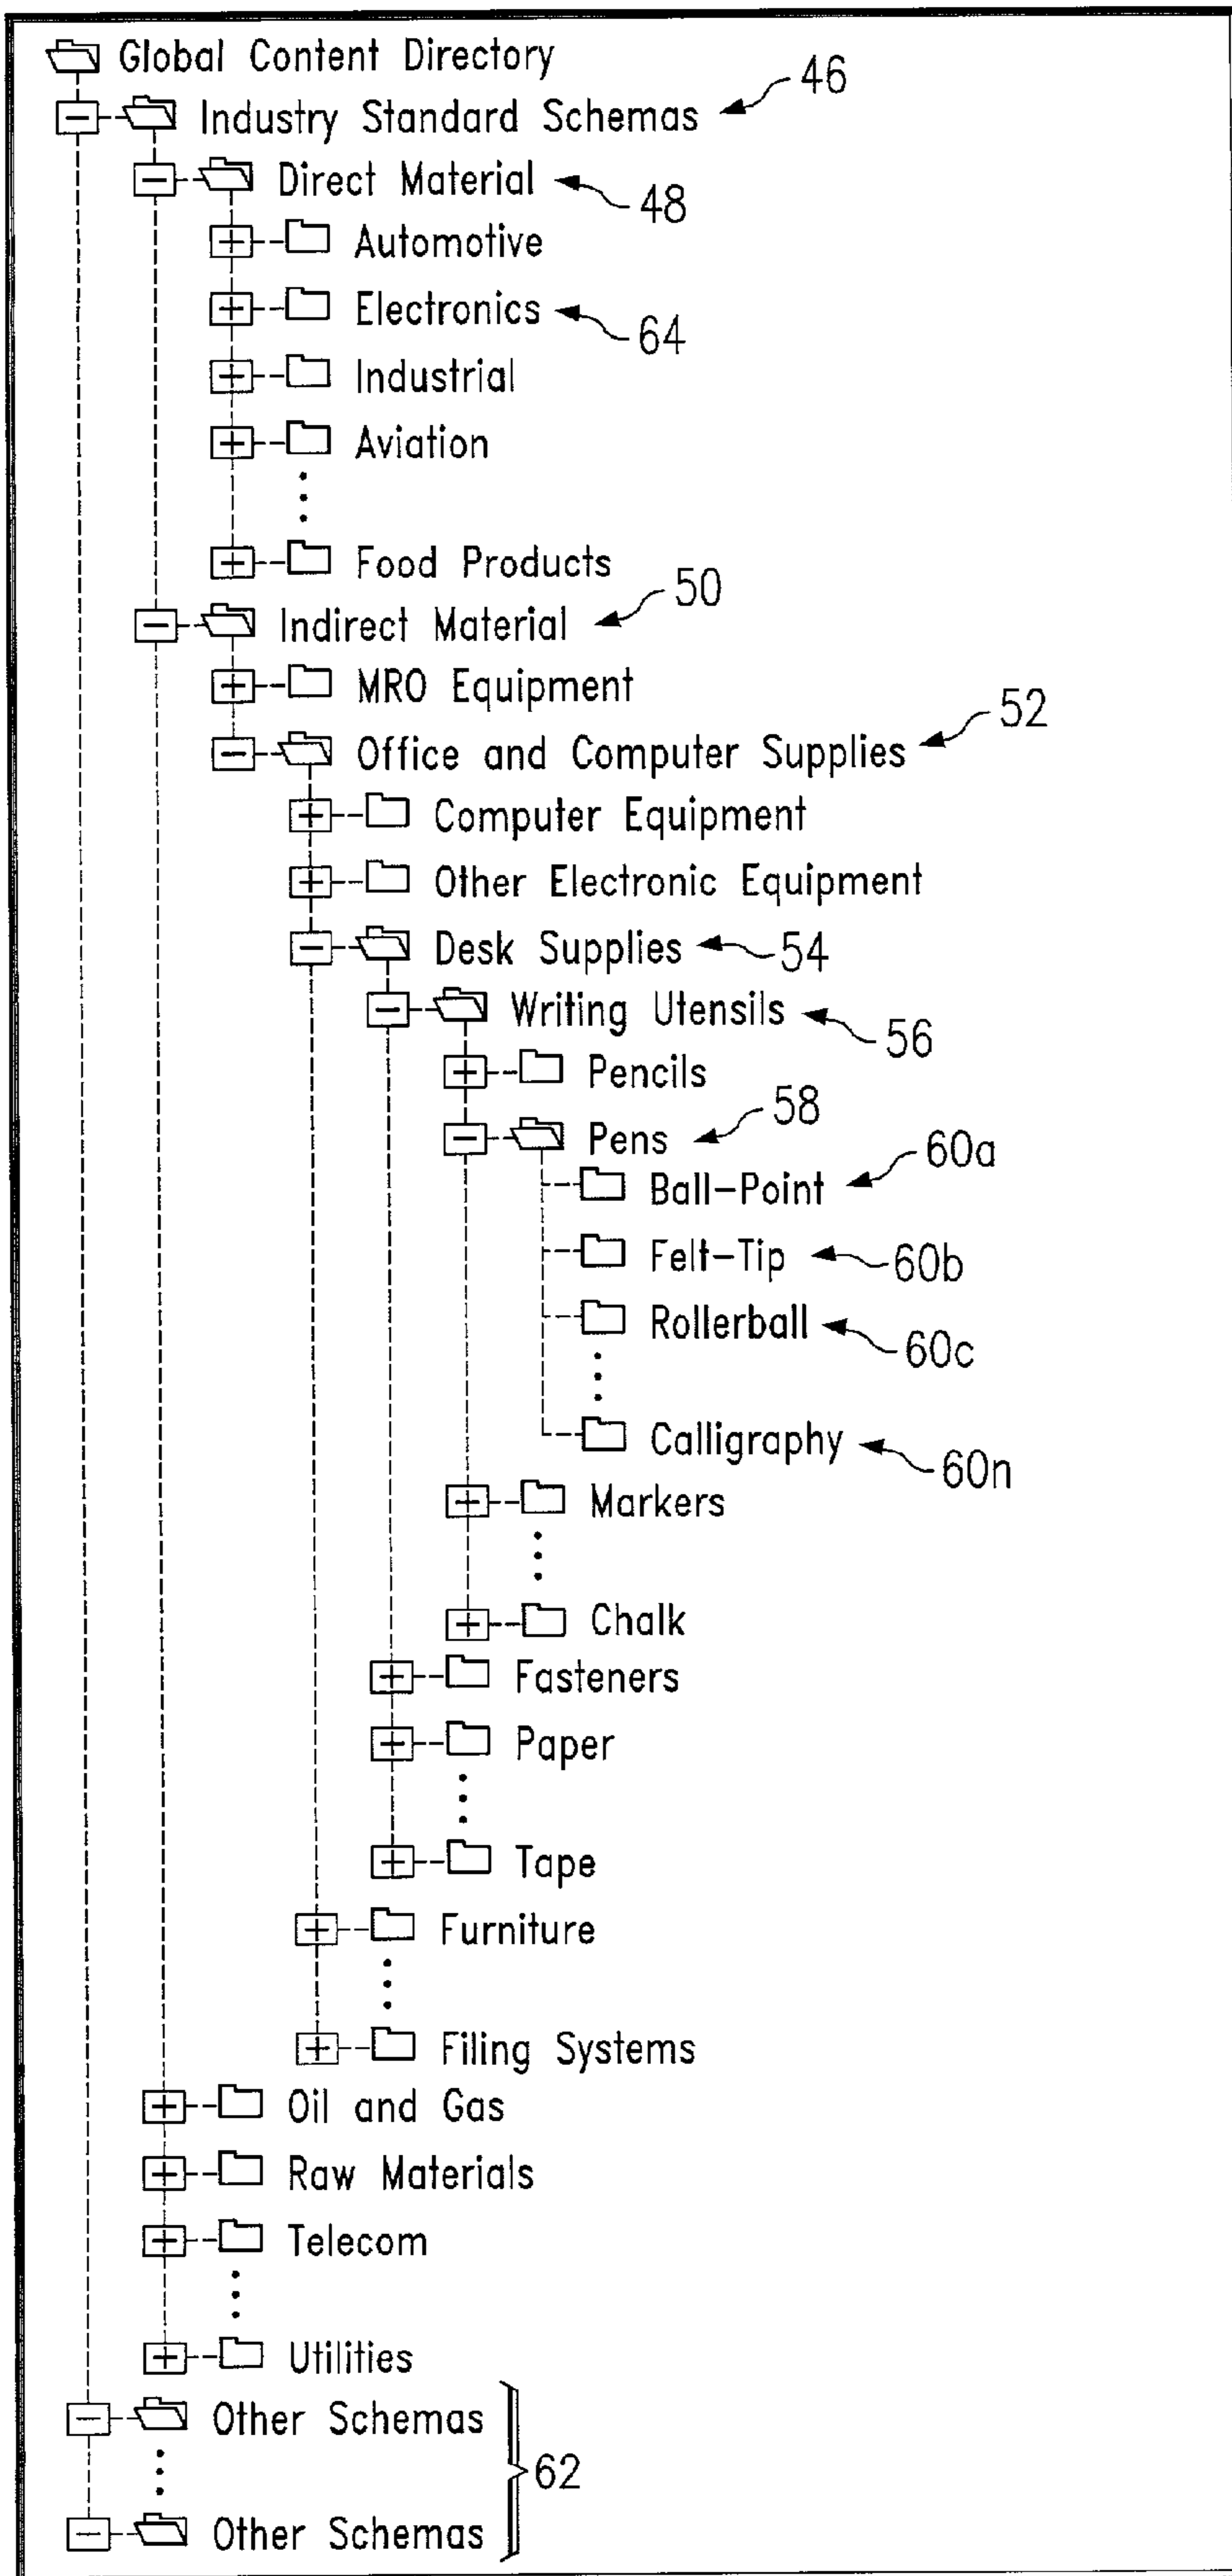 Global Content Directory
Industry Standard Schemas 46
Direct Material 48
Automotive
Electronics 64
Industrial
Aviation
Food Products
Indirect Material 50
MRO Equipment
Office and Computer Supplies 52
Computer Equipment
Other Electronic Equipment
Desk Supplies 54
Writing Utensils 56
Pencils
Pens 58
Ball-Point 60a
Felt-Tip 60b
Rollerball 60c
Calligraphy 60n
Markers
Chalk
Fasteners
Paper
Tape
Furniture
Filing Systems
Oil and Gas
Raw Materials
Telecom
Utilities
Other Schemas
62
Other Schemas